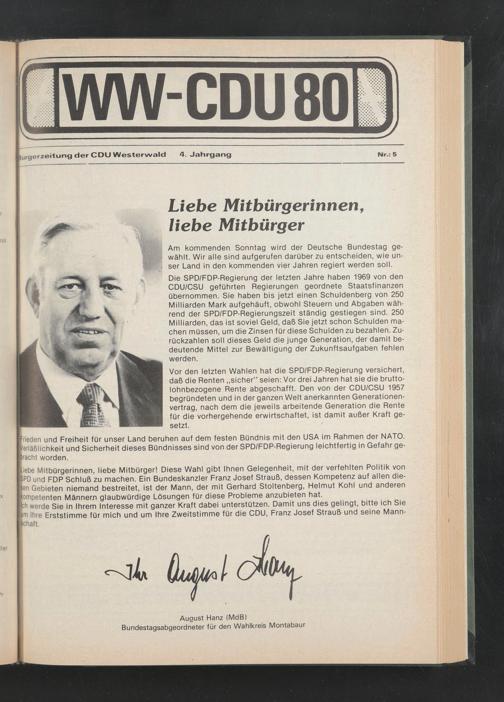 WW-CDU 80
Bürgerzeitung der CDU Westerwald 4. Jahrgang Nr.: 5
Liebe Mitbürgerinnen,
liebe Mitbürger
Am kommenden Sonntag wird der Deutsche Bundestag ge-
wählt. Wir alle sind aufgerufen darüber zu entscheiden, wie un-
ser Land in den kommenden vier Jahren regiert werden soll.
Die SPD/FDP-Regierung der letzten Jahre haben 1969 von den
CDU/CSU geführten Regierungen geordnete Staatsfinanzen
übernommen. Sie haben bis jetzt einen Schuldenberg von 250
Milliarden Mark aufgehäuft, obwohl Steuern und Abgaben wäh-
rend der SPD/FDP-Regierungszeit ständig gestiegen sind. 250
Milliarden, das ist soviel Geld, daß Sie jetzt schon Schulden ma-
chen müssen, um die Zinsen für diese Schulden zu bezahlen. Zu-
rückzahlen soll dieses Geld die junge Generation, der damit be-
deutende Mittel zur Bewältigung der Zukunftsaufgaben fehlen
werden.
Vor den letzten Wahlen hat die SPD/FDP-Regierung versichert,
daß die Renten „sicher" seien: Vor drei Jahren hat sie die brutto-
lohnbezogene Rente abgeschafft. Den von der CDU/CSU 1957
begründeten und in der ganzen Welt anerkannten Generationen-
vertrag, nach dem die jeweils arbeitende Generation die Rente
für die vorhergehende erwirtschaftet, ist damit außer Kraft ge-
setzt.
Frieden und Freiheit für unser Land beruhen auf dem festen Bündnis mit den USA im Rahmen der NATO.
Verläßlichkeit und Sicherheit dieses Bündnisses sind von der SPD/FDP-Regierung leichtfertig in Gefahr ge-
bracht worden.
Liebe Mitbürgerinnen, liebe Mitbürger! Diese Wahl gibt Ihnen Gelegenheit, mit der verfehlten Politik von
SPD und FDP Schluß zu machen. Ein Bundeskanzler Franz Josef Strauß, dessen Kompetenz auf allen die-
sen Gebieten niemand bestreitet, ist der Mann, der mit Gerhard Stoltenberg, Helmut Kohl und anderen
kompetenten Männern glaubwürdige Lösungen für diese Probleme anzubieten hat.
Ich werde Sie in Ihrem Interesse mit ganzer Kraft dabei unterstützen. Damit uns dies gelingt, bitte ich Sie
um Ihre Erststimme für mich und um Ihre Zweitstimme für die CDU, Franz Josef Strauß und seine Mann-
schaft.
Ihr August Hanz
August Hanz (MdB)
Bundestagsabgeordneter für den Wahlkreis Montabaur